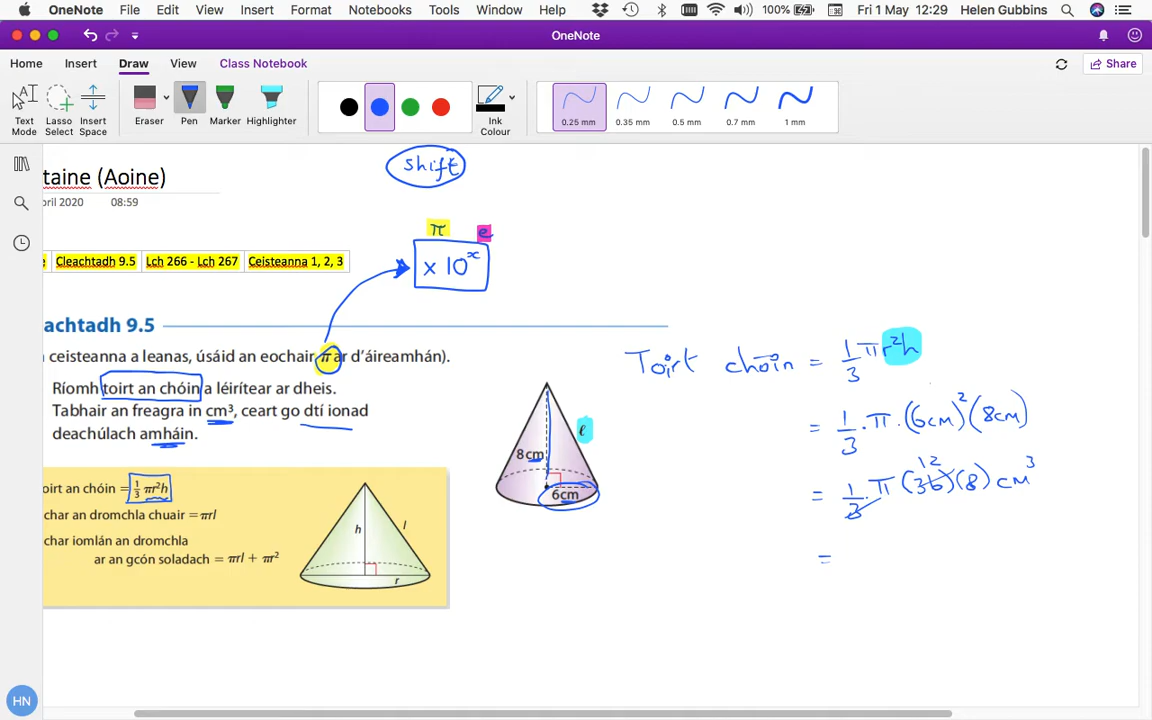 OneNote File Edit View Insert Format Notebooks Tools Window Help 100% Fri 1 May 12:29 Helen Gubbins
OneNote
Home Insert Draw View Class Notebook Share
Text Mode Lasso Select Insert Space Eraser Pen Marker Highlighter Ink Colour 0.25 mm 0.35 mm 0.5 mm 0.7 mm 1 mm
shift
taine (Aoine)
pril 2020 08:59
π e
x 10ˣ
Cleachtadh 9.5 Lch 266 - Lch 267 Ceisteanna 1, 2, 3
achtadh 9.5
ceisteanna a leanas, úsáid an eochair π ar d'áireamhán).
Toirt chóin = 1/3 πr²h
Ríomh toirt an chóin a léirítear ar dheis.
Tabhair an freagra in cm³, ceart go dtí ionad
deachúlach amháin.
= 1/3 . π . (6cm)² (8cm)
ℓ
8cm
6cm
12
= 1/3 . π (36)(8) cm³
=
oirt an chóin = 1/3 πr²h
char an dromchla chuair = πrl
char iomlán an dromchla
ar an gcón soladach = πrl + πr²
h l
r
HN